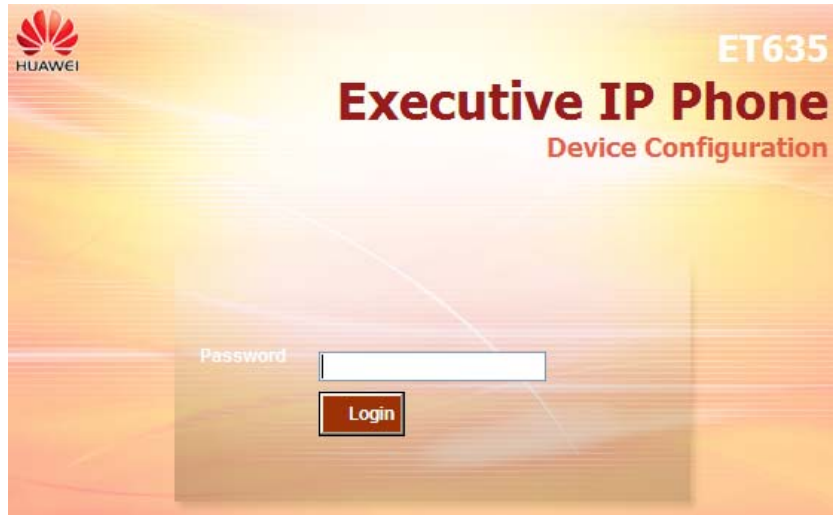 HUAWEI
ET635
Executive IP Phone
Device Configuration
Password
Login